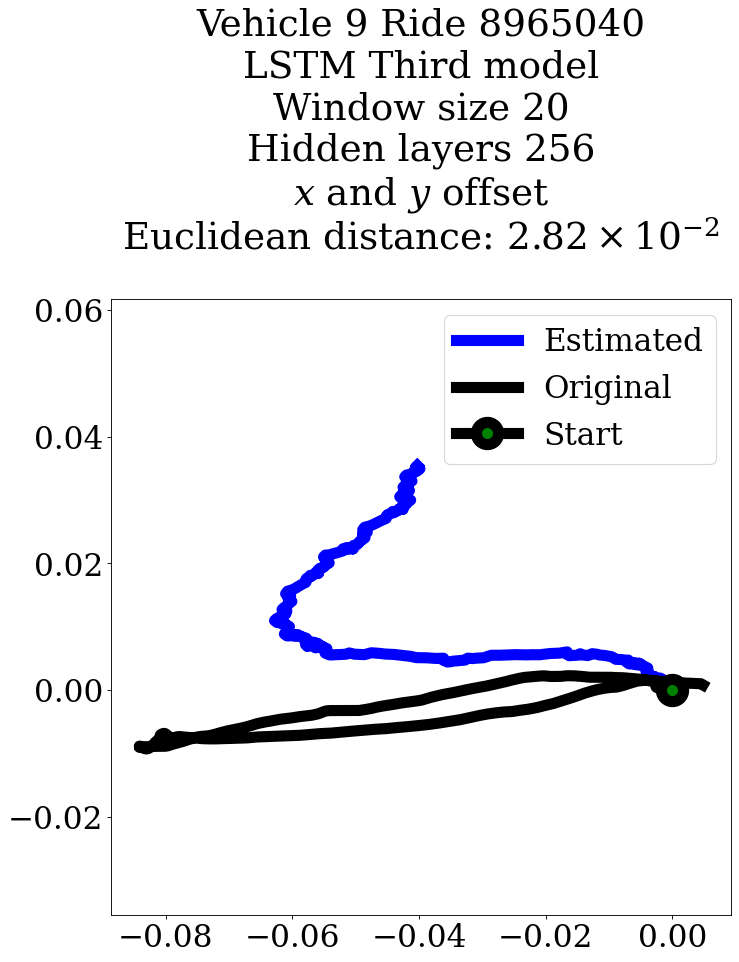 Vehicle 9 Ride 8965040
LSTM Third model
Window size 20
Hidden layers 256
x and y offset
Euclidean distance: 2.82 × 10⁻²
0.06
0.04
0.02
0.00
−0.02
Estimated
Original
Start
−0.08 −0.06 −0.04 −0.02 0.00